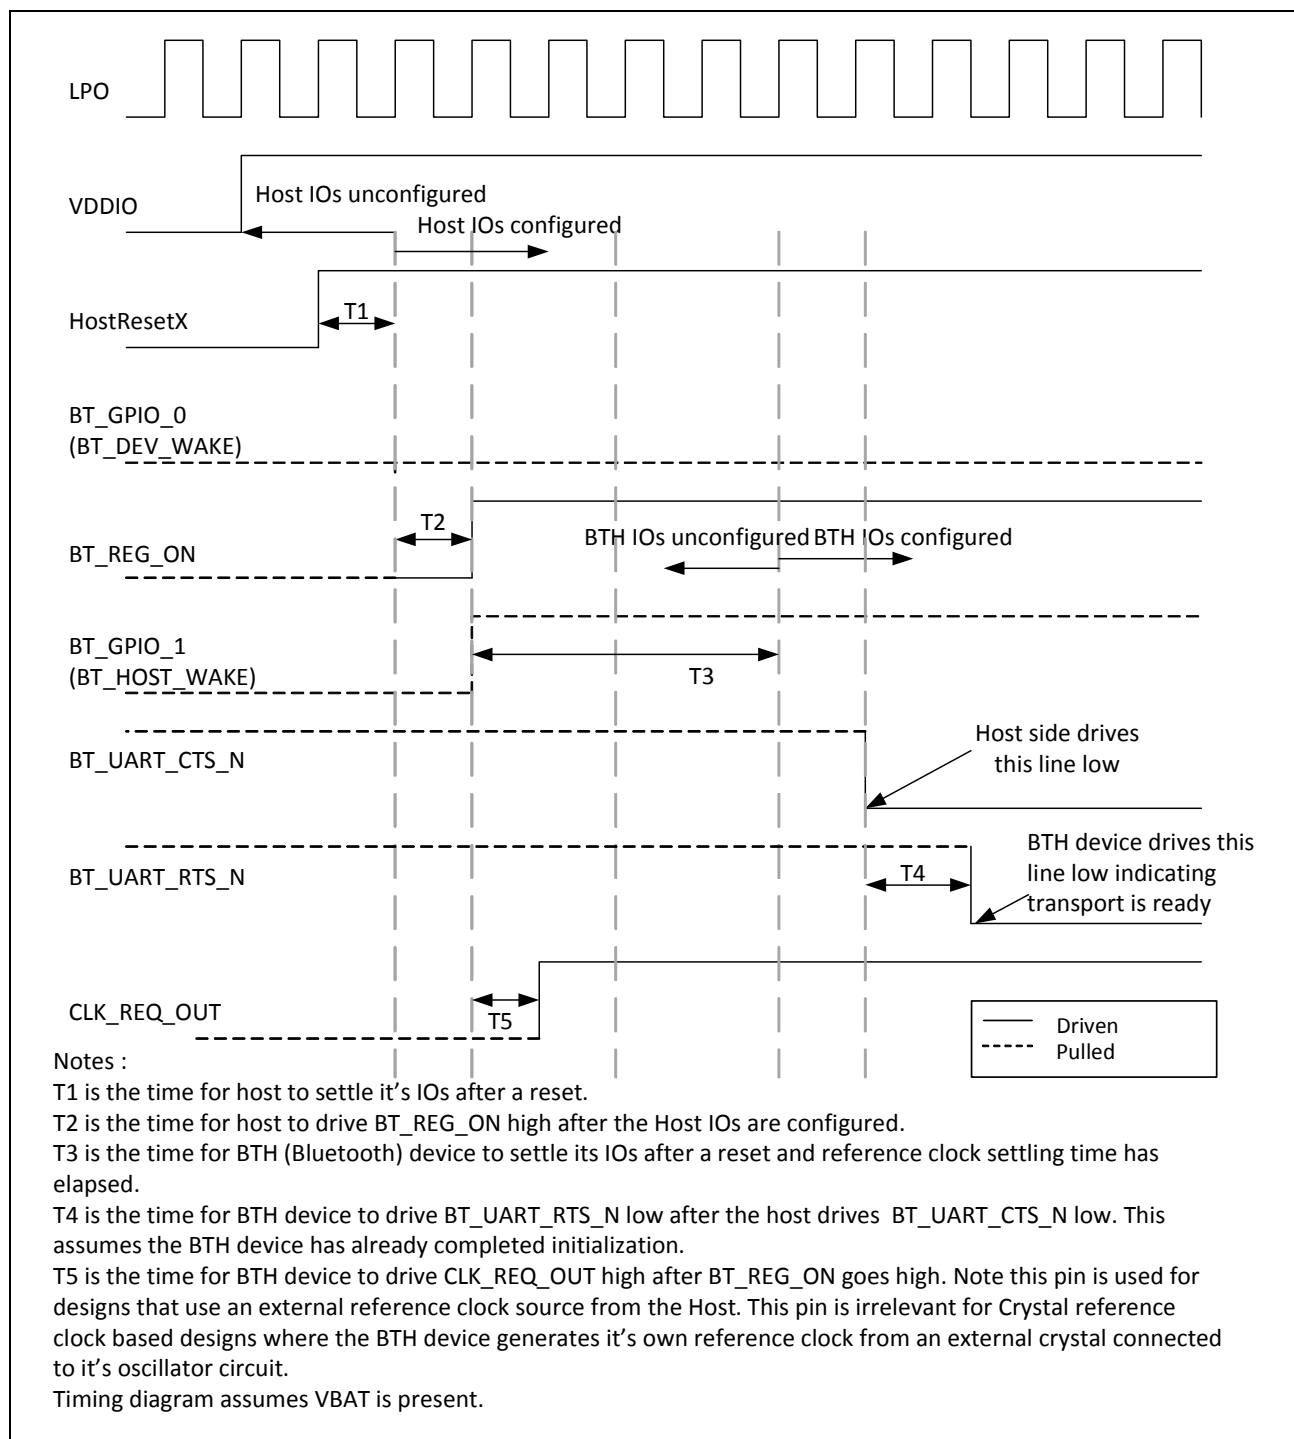 LPO
VDDIO
Host IOs unconfigured
Host IOs configured
HostResetX
T1
BT_GPIO_0
(BT_DEV_WAKE)
T2
BT_REG_ON
BTH IOs unconfigured
BTH IOs configured
BT_GPIO_1
(BT_HOST_WAKE)
T3
BT_UART_CTS_N
Host side drives
this line low
BT_UART_RTS_N
T4
BTH device drives this
line low indicating
transport is ready
CLK_REQ_OUT
T5
Driven
Pulled
Notes :
T1 is the time for host to settle it’s IOs after a reset.
T2 is the time for host to drive BT_REG_ON high after the Host IOs are configured.
T3 is the time for BTH (Bluetooth) device to settle its IOs after a reset and reference clock settling time has
elapsed.
T4 is the time for BTH device to drive BT_UART_RTS_N low after the host drives BT_UART_CTS_N low. This
assumes the BTH device has already completed initialization.
T5 is the time for BTH device to drive CLK_REQ_OUT high after BT_REG_ON goes high. Note this pin is used for
designs that use an external reference clock source from the Host. This pin is irrelevant for Crystal reference
clock based designs where the BTH device generates it’s own reference clock from an external crystal connected
to it’s oscillator circuit.
Timing diagram assumes VBAT is present.